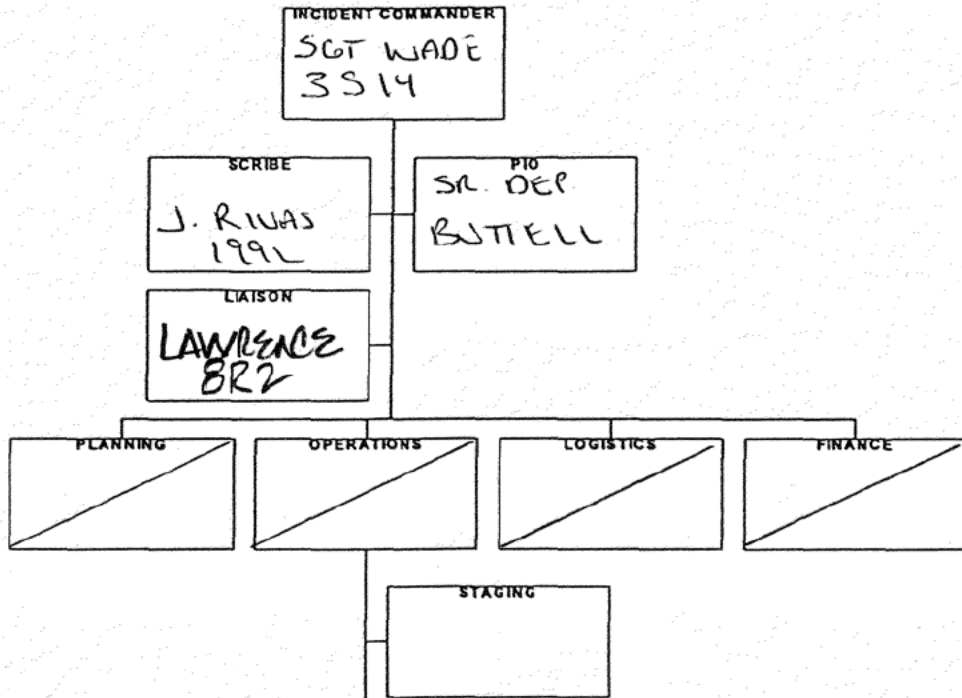 INCIDENT COMMANDER
SGT WADE
3S14
SCRIBE
J. RIVAS
1992
PIO
SR. DEP.
BUTTELL
LIAISON
LAWRENCE
8R2
PLANNING
OPERATIONS
LOGISTICS
FINANCE
STAGING